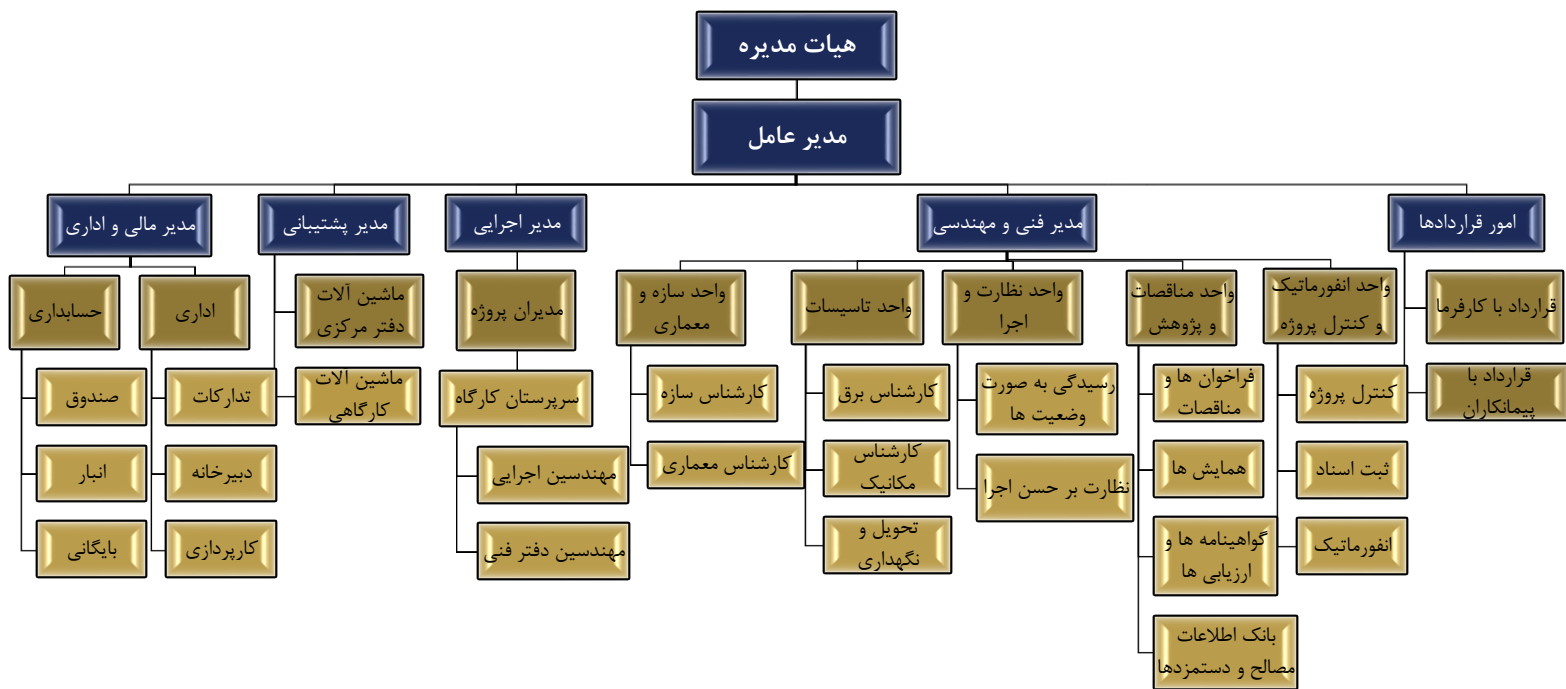 هیات مدیره
مدیر عامل
امور قراردادها
مدیر فنی و مهندسی
مدیر اجرایی
مدیر پشتیبانی
مدیر مالی و اداری
قرارداد با کارفرما
قرارداد با
پیمانکاران
واحد انفورماتیک
و کنترل پروژه
کنترل پروژه
ثبت اسناد
انفورماتیک
واحد مناقصات
و پژوهش
فراخوان ها و
مناقصات
همایش ها
گواهینامه ها و
ارزیابی ها
بانک اطلاعات
مصالح و دستمزدها
واحد نظارت و
اجرا
رسیدگی به صورت
وضعیت ها
نظارت بر حسن اجرا
واحد تاسیسات
کارشناس برق
کارشناس
مکانیک
تحویل و
نگهداری
واحد سازه و
معماری
کارشناس سازه
کارشناس معماری
مدیران پروژه
سرپرستان کارگاه
مهندسین اجرایی
مهندسین دفتر فنی
ماشین آلات
دفتر مرکزی
ماشین آلات
کارگاهی
اداری
تدارکات
دبیرخانه
کارپردازی
حسابداری
صندوق
انبار
بایگانی